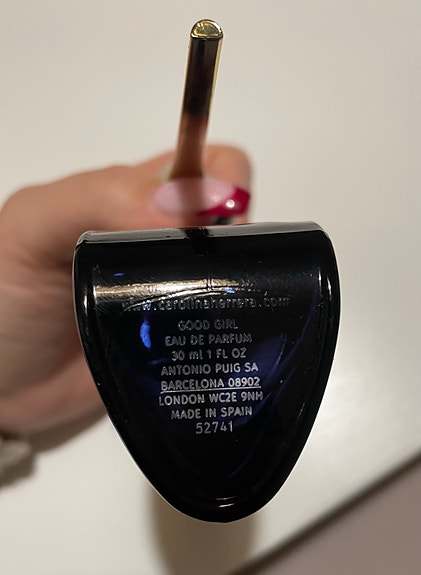 www.carolinaherrera.com
GOOD GIRL
EAU DE PARFUM
30 ml 1 FL OZ
ANTONIO PUIG SA
BARCELONA 08902
LONDON WC2E 9NH
MADE IN SPAIN
52741